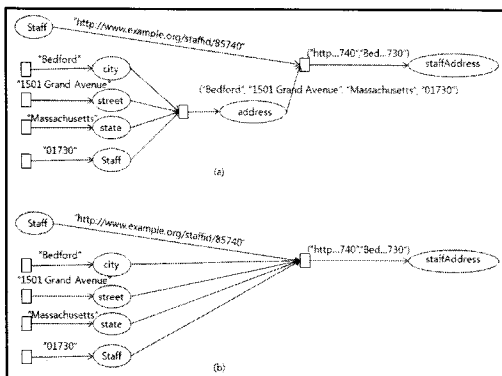 Staff
"http://www.example.org/staffid/85740"
("http...740","Bed...730")
staffAddress
"Bedford"
city
"1501 Grand Avenue"
street
("Bedford", "1501 Grand Avenue", "Massachusetts", "01730")
address
"Massachusetts"
state
"01730"
Staff
(a)
Staff
"http://www.example.org/staffid/85740"
("http...740","Bed...730")
staffAddress
"Bedford"
city
"1501 Grand Avenue"
street
"Massachusetts"
state
"01730"
Staff
(b)